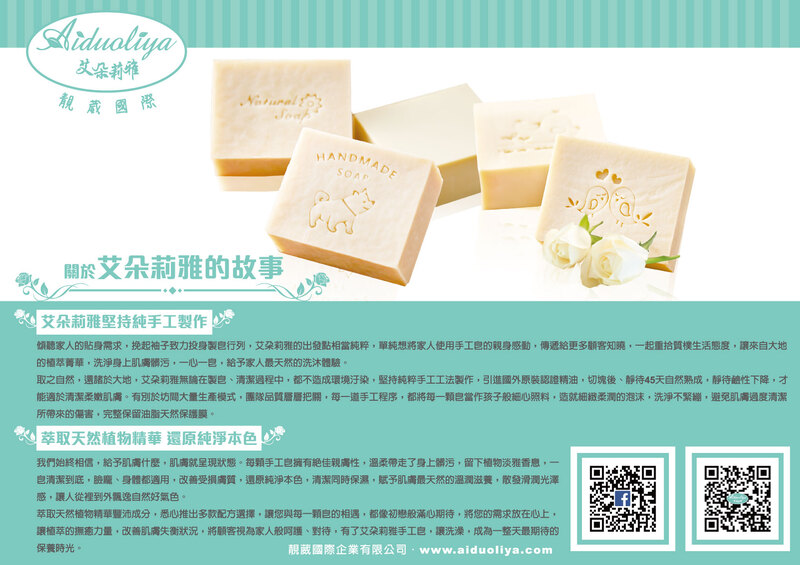 Aiduoliya
艾朵莉雅
靚葳國際
Natural
Soap
HANDMADE
SOAP
關於艾朵莉雅的故事
艾朵莉雅堅持純手工製作
傾聽家人的貼身需求，挽起袖子致力投身製皂行列，艾朵莉雅的出發點相當純粹，單純想將家人使用手工皂的親身感動，傳遞給更多顧客知曉，一起重拾質樸生活態度，讓來自大地
的植萃菁華，洗淨身上肌膚髒污，一心一皂，給予家人最天然的洗沐體驗。
取之自然，還諸於大地，艾朵莉雅無論在製皂、清潔過程中，都不造成環境汙染，堅持純粹手工工法製作，引進國外原裝認證精油，切塊後、靜待45天自然熟成，靜待鹼性下降，才
能適於清潔柔嫩肌膚。有別於坊間大量生產模式，團隊品質層層把關，每一道手工程序，都將每一顆皂當作孩子般細心照料，造就細緻柔潤的泡沫，洗淨不緊繃，避免肌膚過度清潔
所帶來的傷害，完整保留油脂天然保護膜。
萃取天然植物精華 還原純淨本色
我們始終相信，給予肌膚什麼，肌膚就呈現狀態。每顆手工皂擁有絕佳親膚性，溫柔帶走了身上髒污，留下植物淡雅香息，一
皂清潔到底，臉龐、身體都適用，改善受損膚質，還原純淨本色，清潔同時保濕，賦予肌膚最天然的溫潤滋養，散發滑潤光澤
感，讓人從裡到外飄逸自然好氣色。
萃取天然植物精華豐沛成分，悉心推出多款配方選擇，讓您與每一顆皂的相遇，都像初戀般滿心期待，將您的需求放在心上，
讓植萃的撫癒力量，改善肌膚失衡狀況，將顧客視為家人般呵護、對待，有了艾朵莉雅手工皂，讓洗澡，成為一整天最期待的
保養時光。
靚葳國際企業有限公司．www.aiduoliya.com